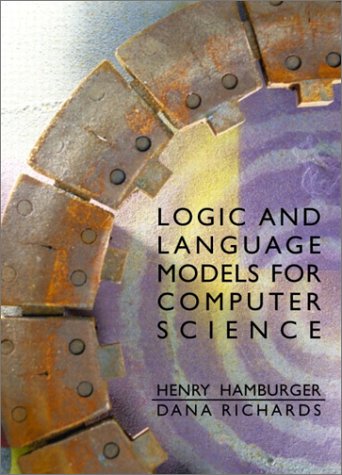 LOGIC AND
LANGUAGE
MODELS FOR
COMPUTER
SCIENCE
HENRY HAMBURGER
DANA RICHARDS